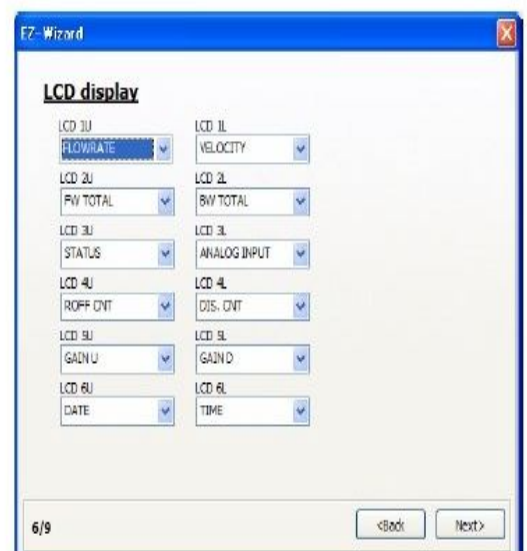 EZ-Wizard
LCD display
LCD 1U LCD 1L
FLOWRATE VELOCITY
LCD 2U LCD 2L
FW TOTAL BW TOTAL
LCD 3U LCD 3L
STATUS ANALOG INPUT
LCD 4U LCD 4L
ROFF CNT DIS. CNT
LCD 5U LCD 5L
GAIN U GAIN D
LCD 6U LCD 6L
DATE TIME
6/9 <Back Next>